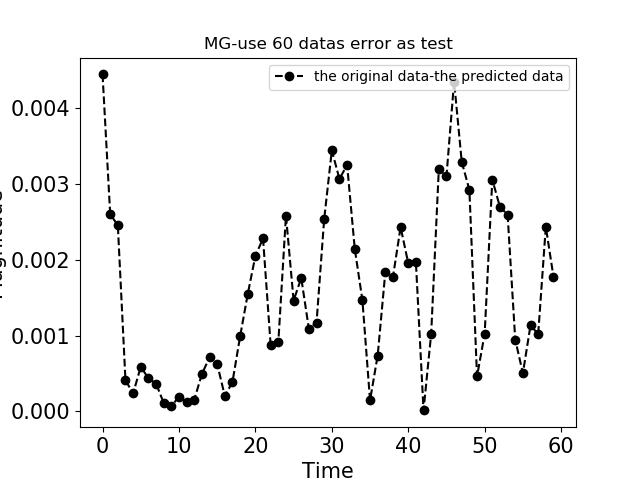 MG-use 60 datas error as test
the original data-the predicted data
0.004
0.003
0.002
0.001
0.000
0 10 20 30 40 50 60
Time